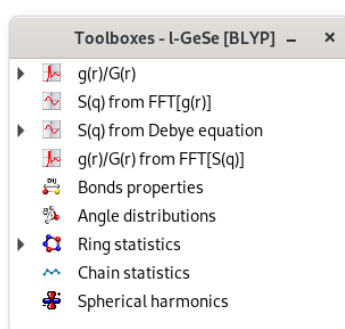 Toolboxes - l-GeSe [BLYP]
g(r)/G(r)
S(q) from FFT[g(r)]
S(q) from Debye equation
g(r)/G(r) from FFT[S(q)]
Bonds properties
Angle distributions
Ring statistics
Chain statistics
Spherical harmonics